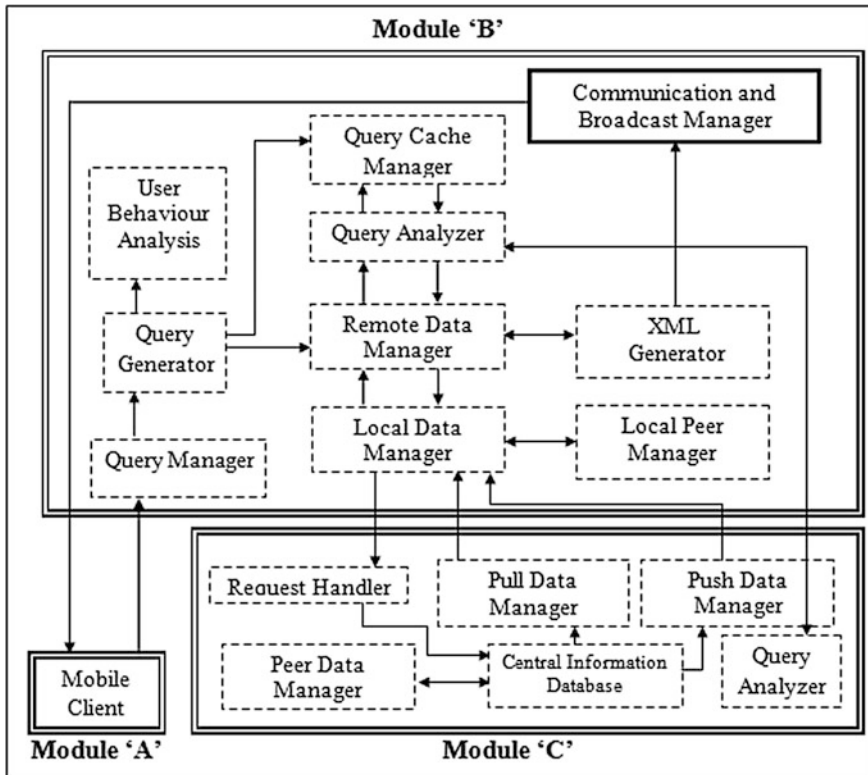 Module ‘B’
Communication and
Broadcast Manager
Query Cache
Manager
User
Behaviour
Analysis
Query Analyzer
Query
Generator
Remote Data
Manager
XML
Generator
Local Data
Manager
Local Peer
Manager
Query Manager
Request Handler
Pull Data
Manager
Push Data
Manager
Peer Data
Manager
Central Information
Database
Query
Analyzer
Mobile
Client
Module ‘A’
Module ‘C’